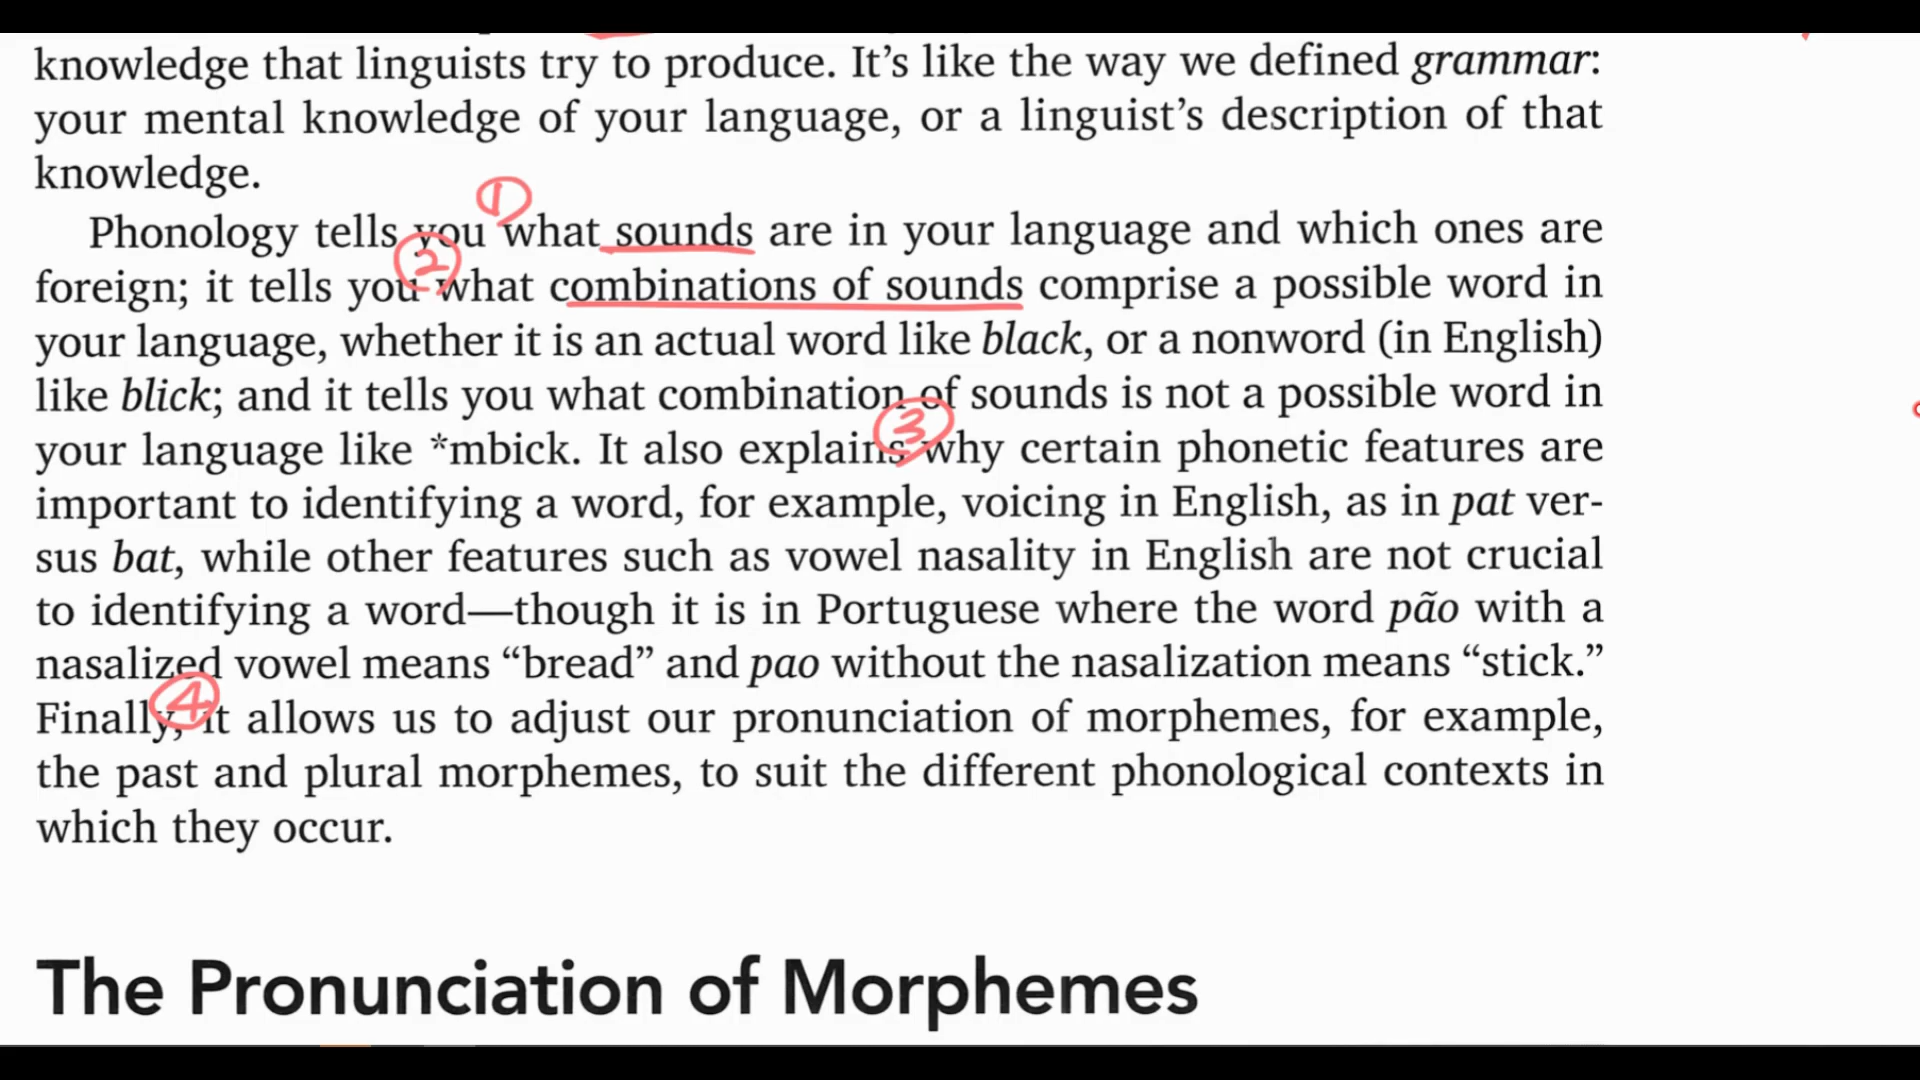 knowledge that linguists try to produce. It’s like the way we defined grammar:
your mental knowledge of your language, or a linguist’s description of that
knowledge.
①
Phonology tells you what sounds are in your language and which ones are
②
foreign; it tells you what combinations of sounds comprise a possible word in
your language, whether it is an actual word like black, or a nonword (in English)
like blick; and it tells you what combination of sounds is not a possible word in
③
your language like *mbick. It also explains why certain phonetic features are
important to identifying a word, for example, voicing in English, as in pat ver-
sus bat, while other features such as vowel nasality in English are not crucial
to identifying a word—though it is in Portuguese where the word pão with a
nasalized vowel means “bread” and pao without the nasalization means “stick.”
④
Finally, it allows us to adjust our pronunciation of morphemes, for example,
the past and plural morphemes, to suit the different phonological contexts in
which they occur.
The Pronunciation of Morphemes